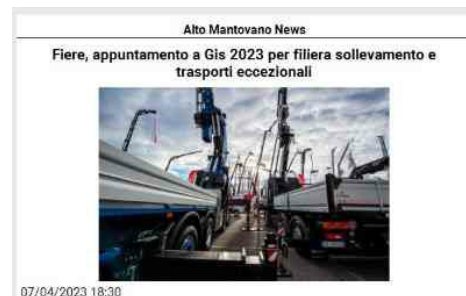 Alto Mantovano News
Fiere, appuntamento a Gis 2023 per filiera sollevamento e
trasporti eccezionali
07/04/2023 18:30